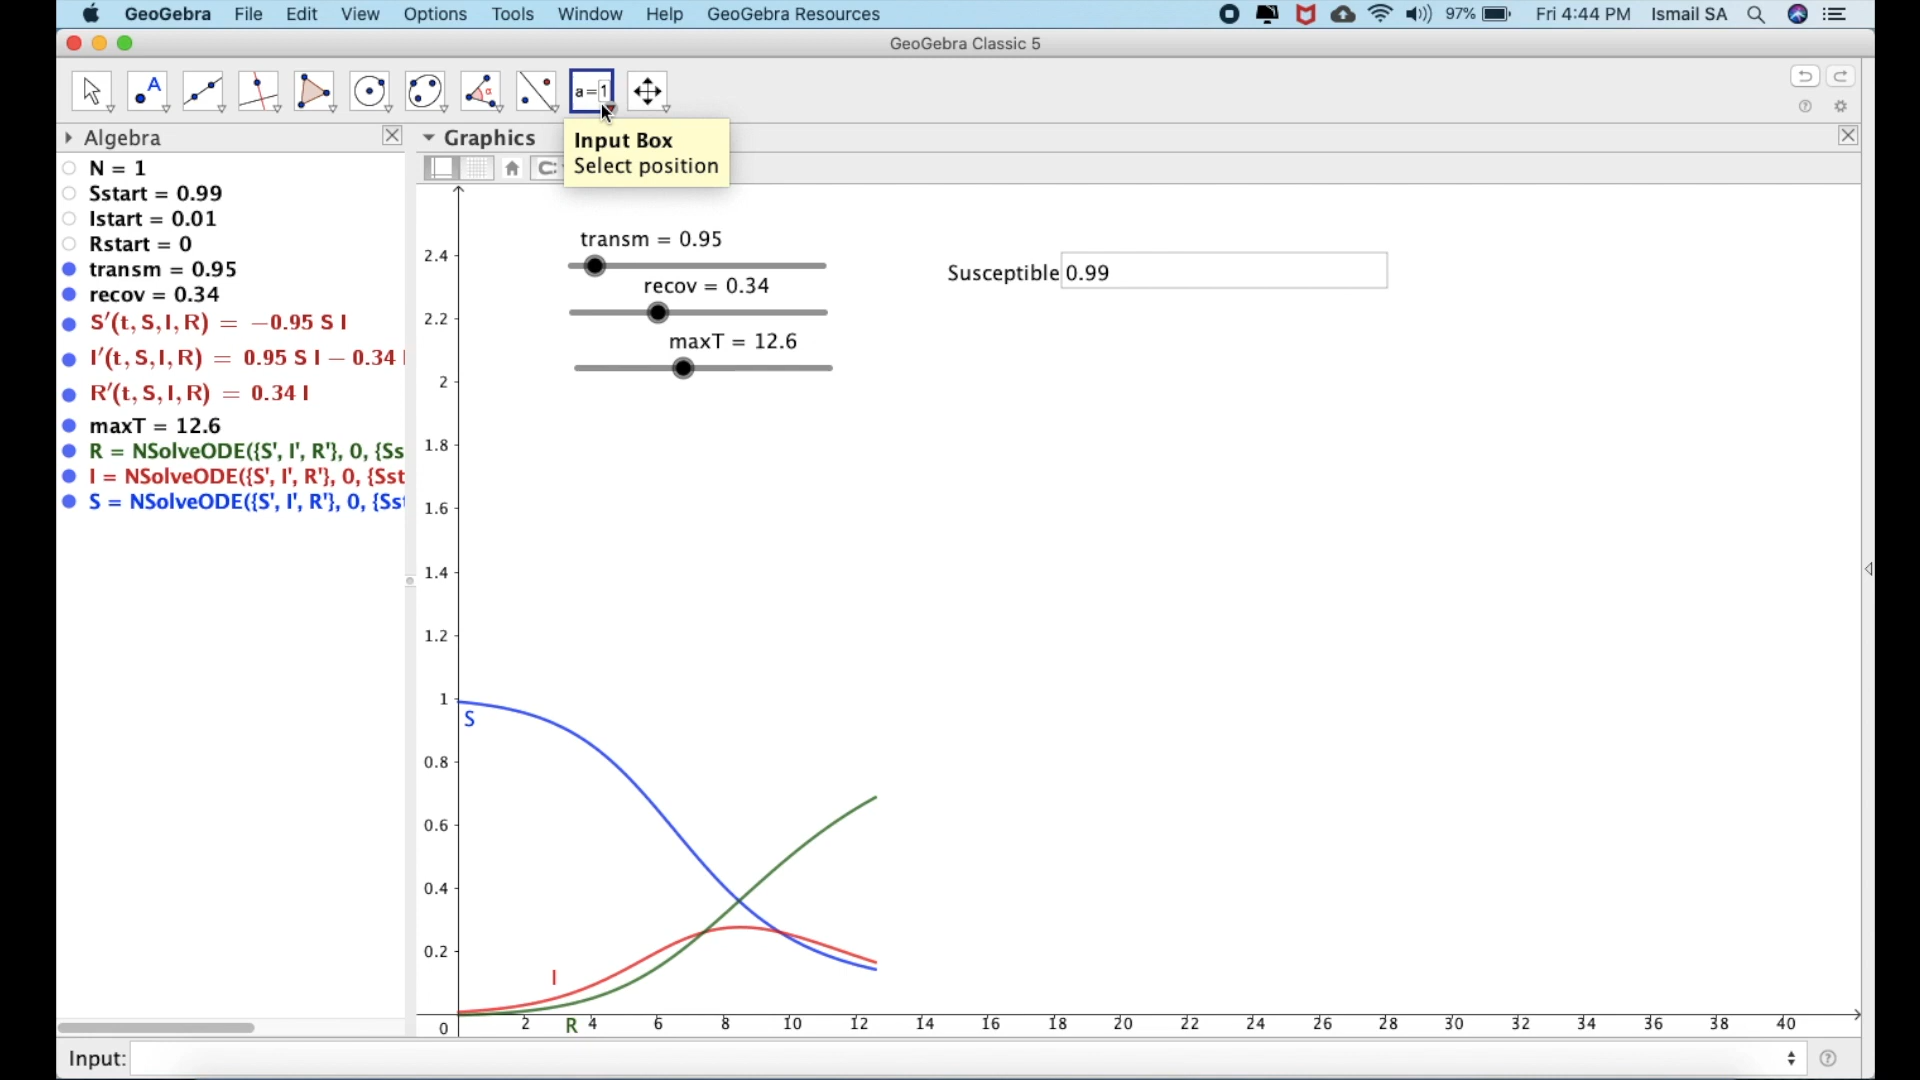 GeoGebra File Edit View Options Tools Window Help GeoGebra Resources 97% Fri 4:44 PM Ismail SA
GeoGebra Classic 5
A α a=1
Algebra
Graphics
Input Box
Select position
N = 1
Sstart = 0.99
Istart = 0.01
Rstart = 0
transm = 0.95
recov = 0.34
S′(t, S, I, R) = −0.95 S I
I′(t, S, I, R) = 0.95 S I − 0.34 I
R′(t, S, I, R) = 0.34 I
maxT = 12.6
R = NSolveODE({S', I', R'}, 0, {Ss
I = NSolveODE({S', I', R'}, 0, {Sst
S = NSolveODE({S', I', R'}, 0, {Sst
transm = 0.95
recov = 0.34
maxT = 12.6
Susceptible 0.99
2.4
2.2
2
1.8
1.6
1.4
1.2
1
0.8
0.6
0.4
0.2
0
S
I
R
2 4 6 8 10 12 14 16 18 20 22 24 26 28 30 32 34 36 38 40
Input: